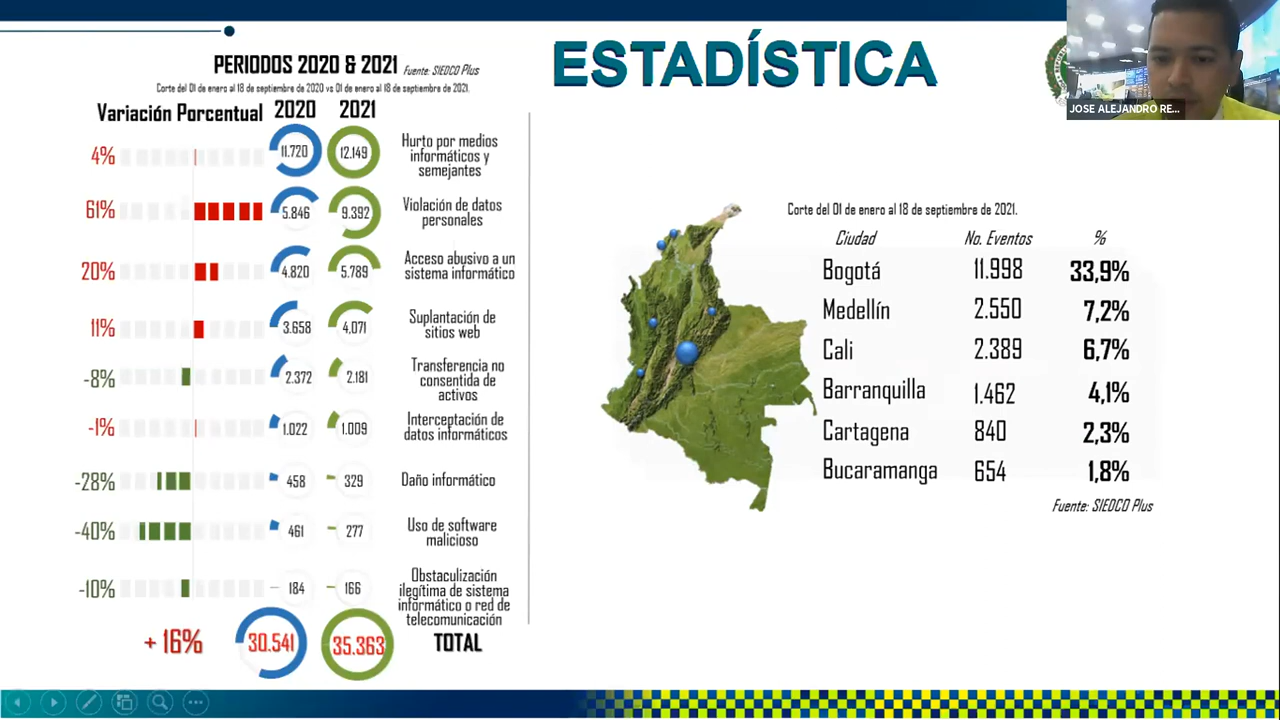 ESTADÍSTICA
JOSE ALEJANDRO RE...
PERIODOS 2020 & 2021 Fuente: SIEDCO Plus
Corte del 01 de enero al 18 de septiembre de 2020 vs 01 de enero al 18 de septiembre de 2021.
Variación Porcentual 2020 2021
4% 11.720 12.149 Hurto por medios
informáticos y
semejantes
61% 5.846 9.392 Violación de datos
personales
20% 4.820 5.789 Acceso abusivo a un
sistema informático
11% 3.658 4.071 Suplantación de
sitios web
-8% 2.372 2.181 Transferencia no
consentida de
activos
-1% 1.022 1.009 Interceptación de
datos informáticos
-28% 458 329 Daño informático
-40% 461 277 Uso de software
malicioso
-10% 184 166 Obstaculización
ilegítima de sistema
informático o red de
telecomunicación
+ 16% 30.541 35.363 TOTAL
Corte del 01 de enero al 18 de septiembre de 2021.
Ciudad No. Eventos %
Bogotá 11.998 33,9%
Medellín 2.550 7,2%
Cali 2.389 6,7%
Barranquilla 1.462 4,1%
Cartagena 840 2,3%
Bucaramanga 654 1,8%
Fuente: SIEDCO Plus